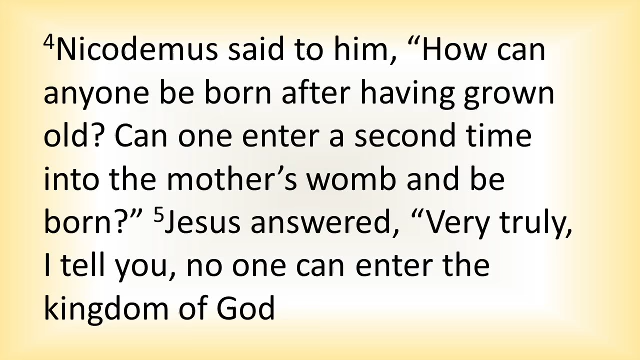 ⁴Nicodemus said to him, “How can
anyone be born after having grown
old? Can one enter a second time
into the mother’s womb and be
born?” ⁵Jesus answered, “Very truly,
I tell you, no one can enter the
kingdom of God